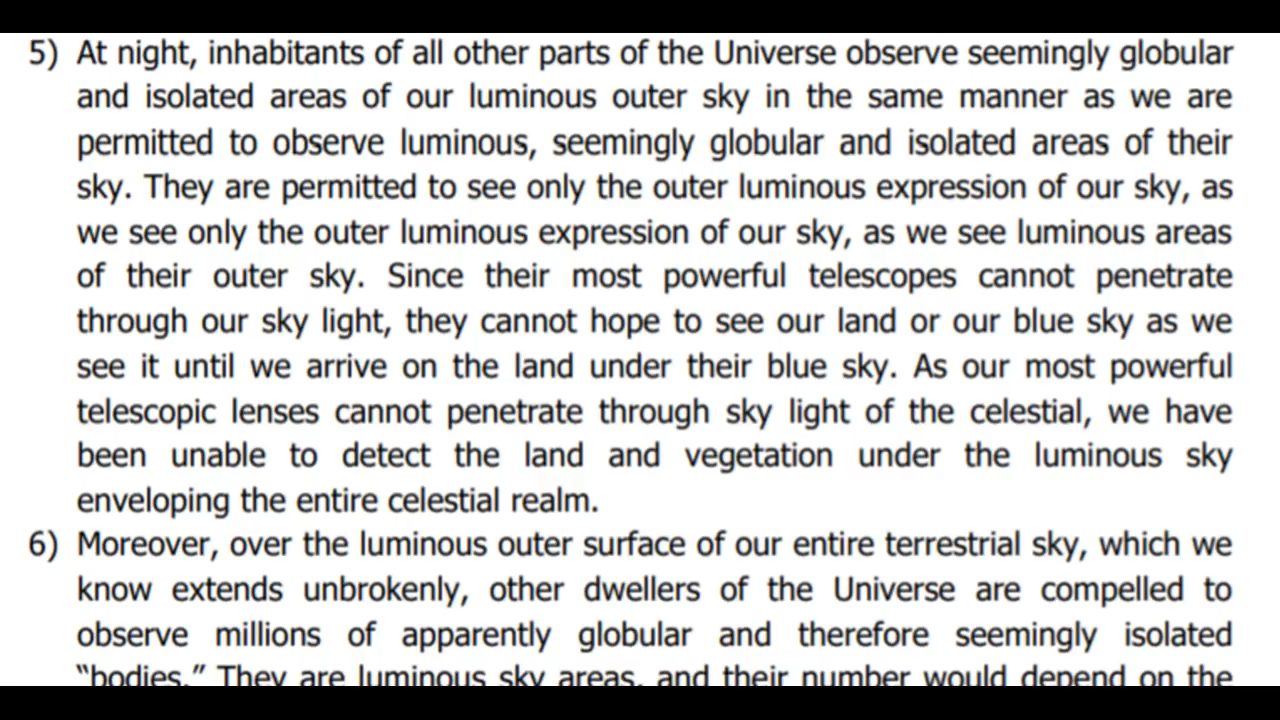 5) At night, inhabitants of all other parts of the Universe observe seemingly globular
and isolated areas of our luminous outer sky in the same manner as we are
permitted to observe luminous, seemingly globular and isolated areas of their
sky. They are permitted to see only the outer luminous expression of our sky, as
we see only the outer luminous expression of our sky, as we see luminous areas
of their outer sky. Since their most powerful telescopes cannot penetrate
through our sky light, they cannot hope to see our land or our blue sky as we
see it until we arrive on the land under their blue sky. As our most powerful
telescopic lenses cannot penetrate through sky light of the celestial, we have
been unable to detect the land and vegetation under the luminous sky
enveloping the entire celestial realm.
6) Moreover, over the luminous outer surface of our entire terrestrial sky, which we
know extends unbrokenly, other dwellers of the Universe are compelled to
observe millions of apparently globular and therefore seemingly isolated
“bodies.” They are luminous sky areas, and their number would depend on the